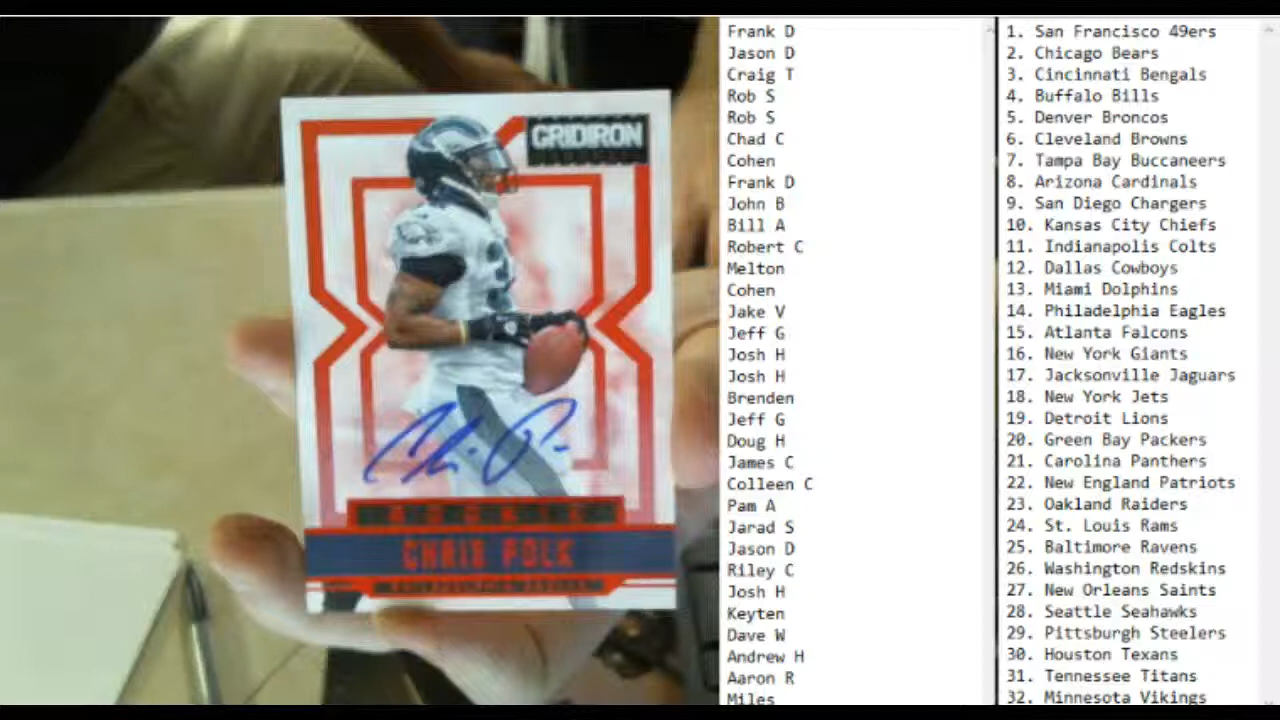 GRIDIRON
CHRIS POLK
Frank D
Jason D
Craig T
Rob S
Rob S
Chad C
Cohen
Frank D
John B
Bill A
Robert C
Melton
Cohen
Jake V
Jeff G
Josh H
Josh H
Brenden
Jeff G
Doug H
James C
Colleen C
Pam A
Jarad S
Jason D
Riley C
Josh H
Keyten
Dave W
Andrew H
Aaron R
Miles
1. San Francisco 49ers
2. Chicago Bears
3. Cincinnati Bengals
4. Buffalo Bills
5. Denver Broncos
6. Cleveland Browns
7. Tampa Bay Buccaneers
8. Arizona Cardinals
9. San Diego Chargers
10. Kansas City Chiefs
11. Indianapolis Colts
12. Dallas Cowboys
13. Miami Dolphins
14. Philadelphia Eagles
15. Atlanta Falcons
16. New York Giants
17. Jacksonville Jaguars
18. New York Jets
19. Detroit Lions
20. Green Bay Packers
21. Carolina Panthers
22. New England Patriots
23. Oakland Raiders
24. St. Louis Rams
25. Baltimore Ravens
26. Washington Redskins
27. New Orleans Saints
28. Seattle Seahawks
29. Pittsburgh Steelers
30. Houston Texans
31. Tennessee Titans
32. Minnesota Vikings